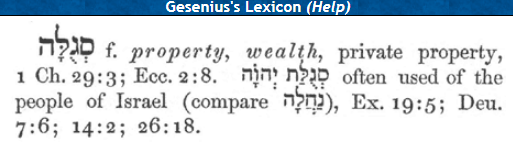 Gesenius's Lexicon (Help)
סְגֻלָּה f. property, wealth, private property,
1 Ch. 29:3; Ecc. 2:8. סְגֻלַּת יְהוָֹה often used of the
people of Israel (compare נַחֲלָה), Ex. 19:5; Deu.
7:6; 14:2; 26:18.